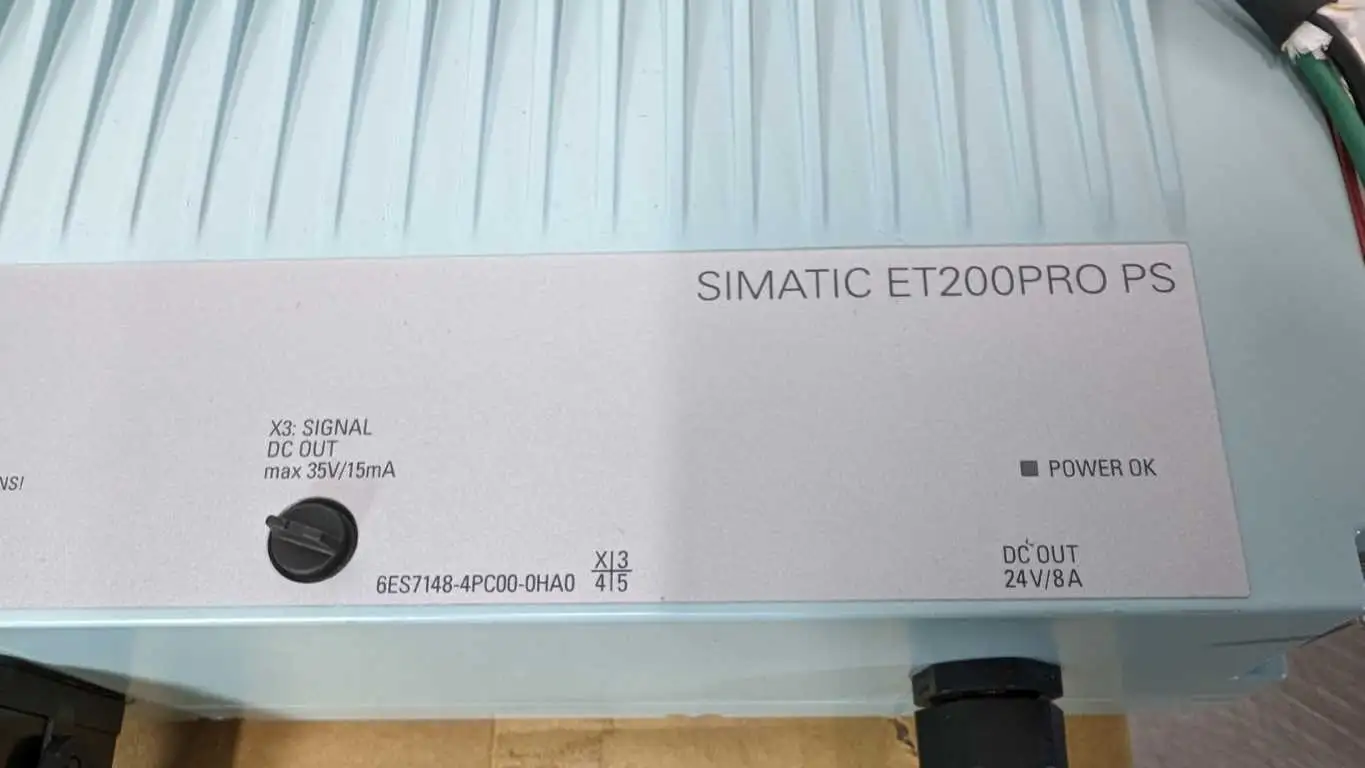 SIMATIC ET200PRO PS
X3: SIGNAL
DC OUT
max 35V/15mA
NS!
POWER OK
6ES7148-4PC00-0HA0
X 3
4 5
DC OUT
24V/8A